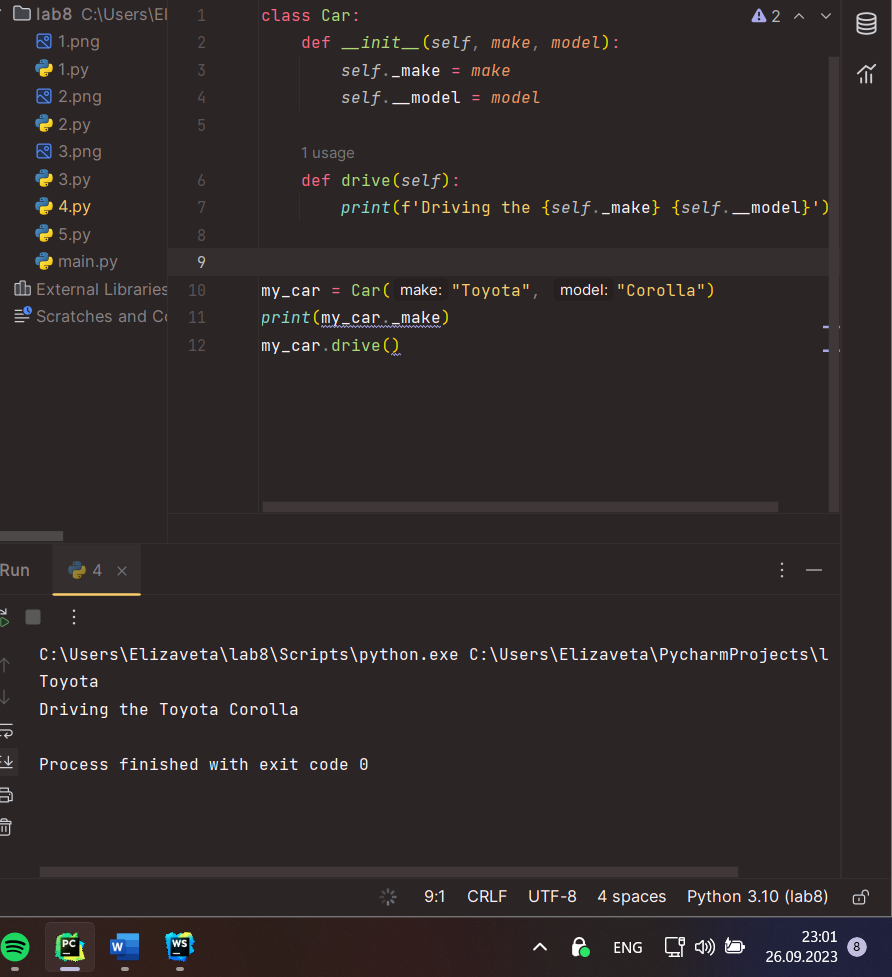 lab8 C:\Users\El
1.png
1.py
2.png
2.py
3.png
3.py
4.py
5.py
main.py
External Libraries
Scratches and Co
2
1 class Car:
2 def __init__(self, make, model):
3 self._make = make
4 self.__model = model
5
1 usage
6 def drive(self):
7 print(f'Driving the {self._make} {self.__model}')
8
9
10 my_car = Car( make: "Toyota", model: "Corolla")
11 print(my_car._make)
12 my_car.drive()
Run
4
C:\Users\Elizaveta\lab8\Scripts\python.exe C:\Users\Elizaveta\PycharmProjects\l
Toyota
Driving the Toyota Corolla
Process finished with exit code 0
9:1 CRLF UTF-8 4 spaces Python 3.10 (lab8)
PC W WS ENG 23:01 8
26.09.2023